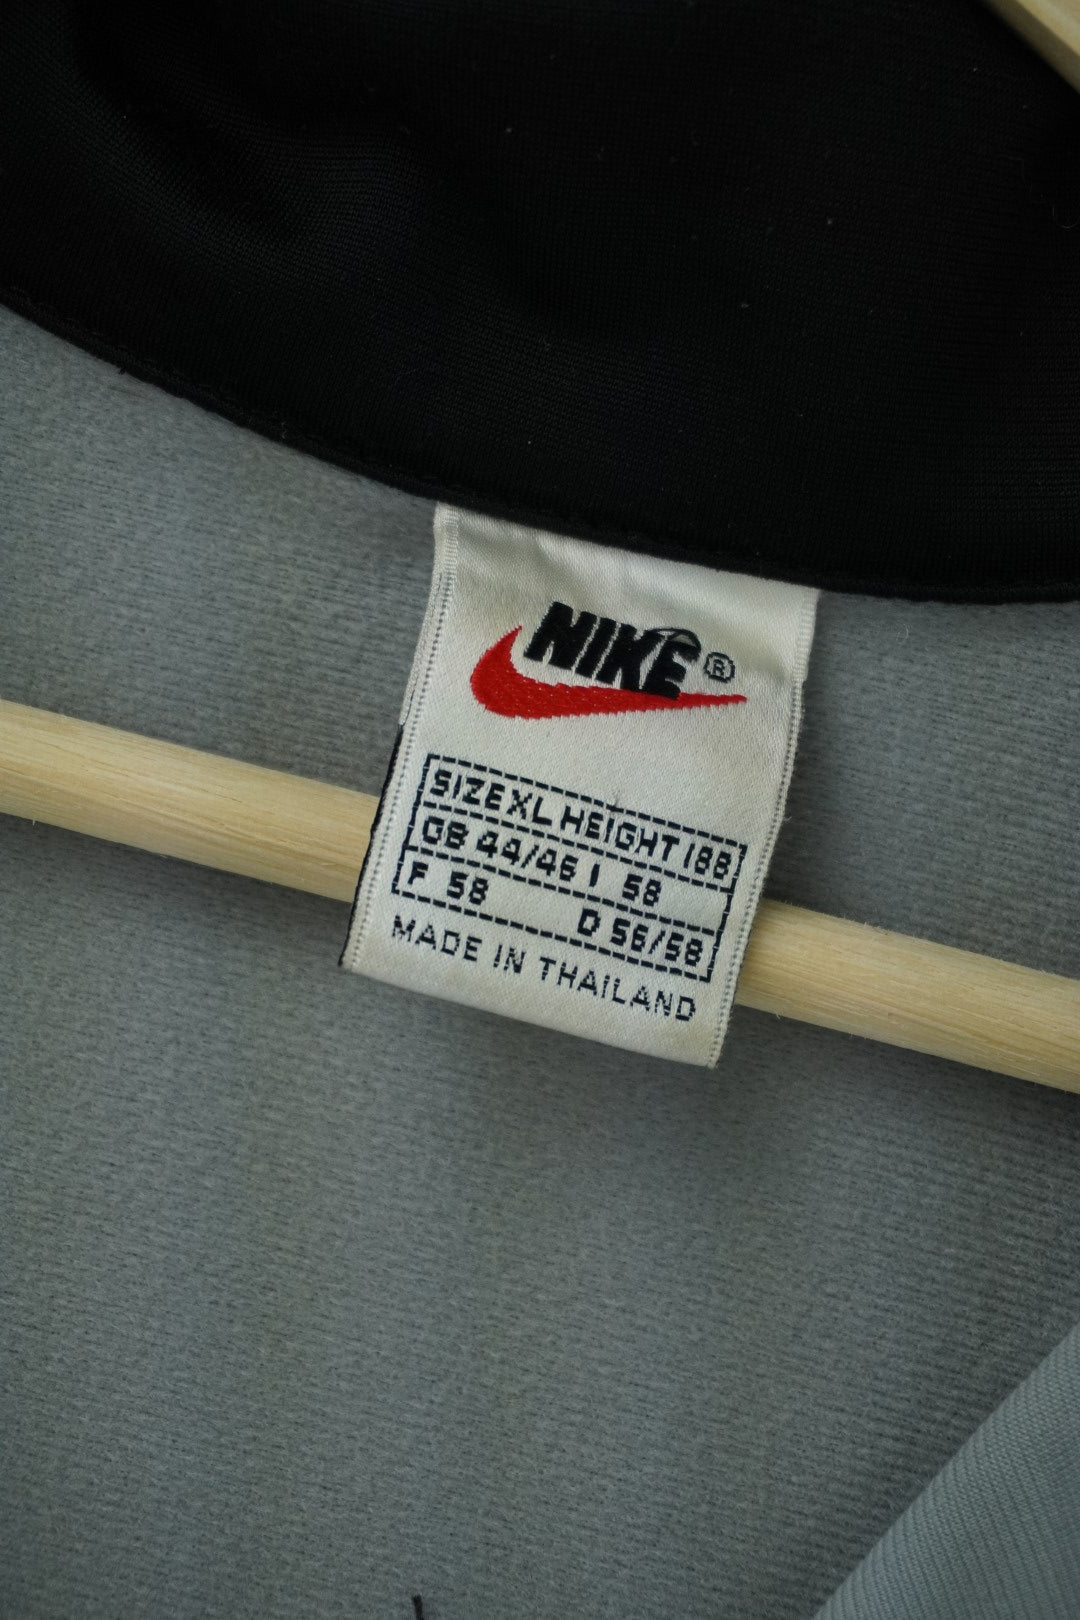 NIKE®
SIZE XL HEIGHT 188
GB 44/46 I 58
F 58 D 56/58
MADE IN THAILAND